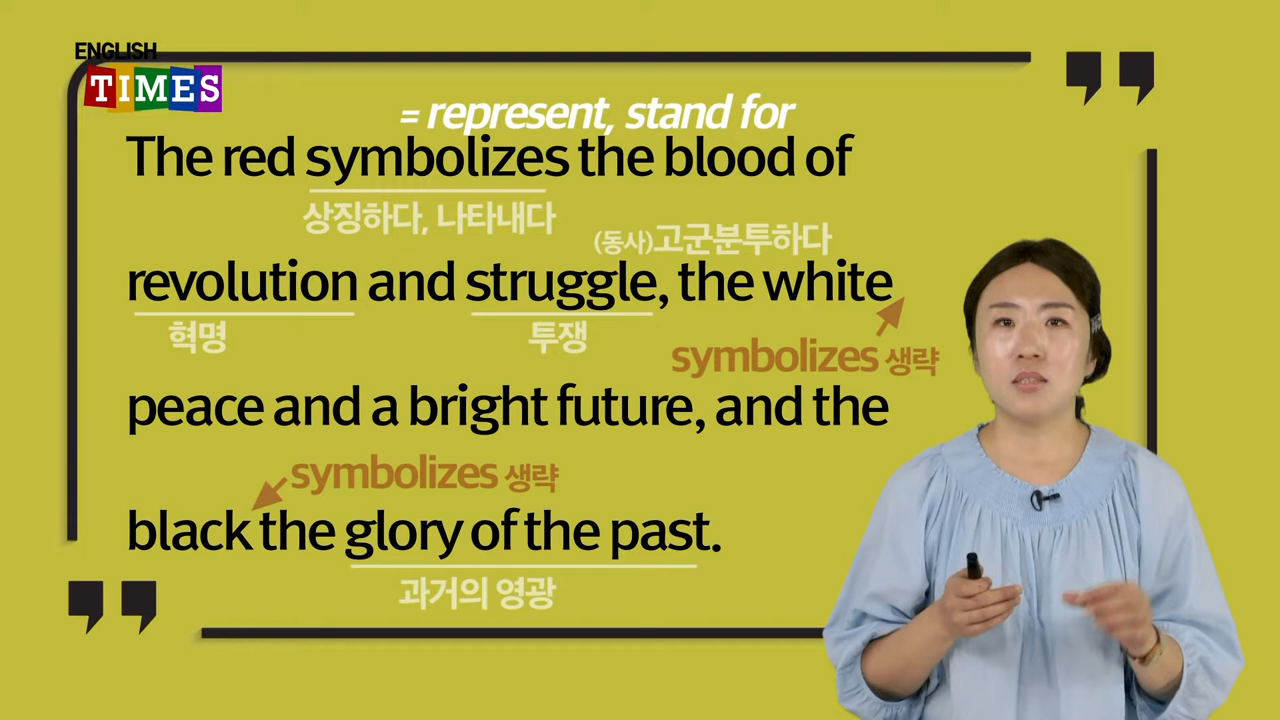 ENGLISH
TIMES
= represent, stand for
The red symbolizes the blood of
상징하다, 나타내다
(동사)고군분투하다
revolution and struggle, the white
혁명
투쟁
symbolizes 생략
peace and a bright future, and the
symbolizes 생략
black the glory of the past.
과거의 영광